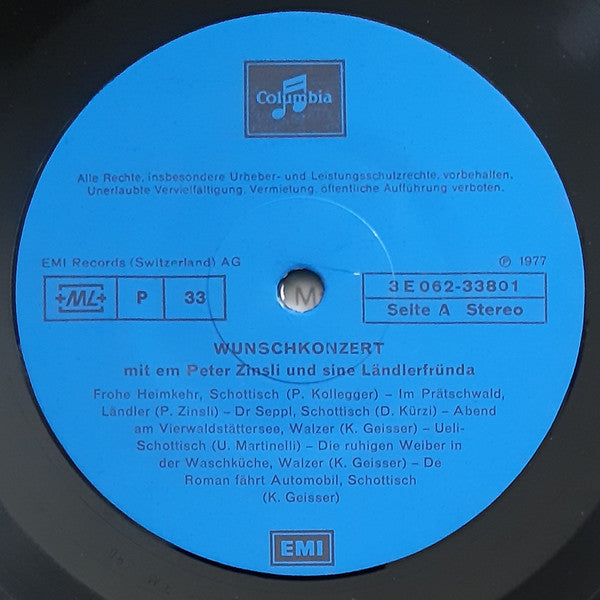 Columbia
Alle Rechte, insbesondere Urheber- und Leistungsschutzrechte, vorbehalten.
Unerlaubte Vervielfältigung, Vermietung, öffentliche Aufführung verboten.
EMI Records (Switzerland) AG
℗ 1977
+ML+ P 33
M
3 E 062-33801
Seite A Stereo
WUNSCHKONZERT
mit em Peter Zinsli und sine Ländlerfründa
Frohe Heimkehr, Schottisch (P. Kollegger) – Im Prätschwald,
Ländler (P. Zinsli) – Dr Seppl, Schottisch (D. Kürzi) – Abend
am Vierwaldstättersee, Walzer (K. Geisser) – Ueli-
Schottisch (U. Martinelli) – Die ruhigen Weiber in
der Waschküche, Walzer (K. Geisser) – De
Roman fährt Automobil, Schottisch
(K. Geisser)
EMI